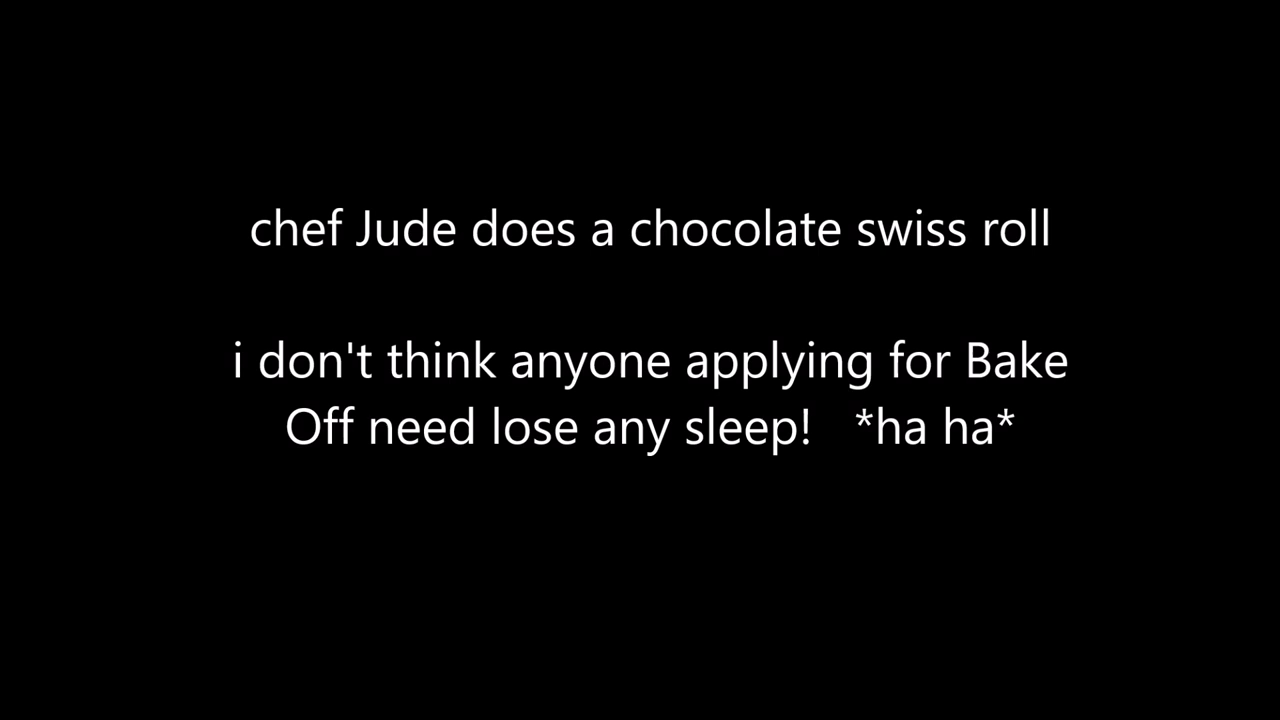 chef Jude does a chocolate swiss roll
i don't think anyone applying for Bake
Off need lose any sleep!   *ha ha*